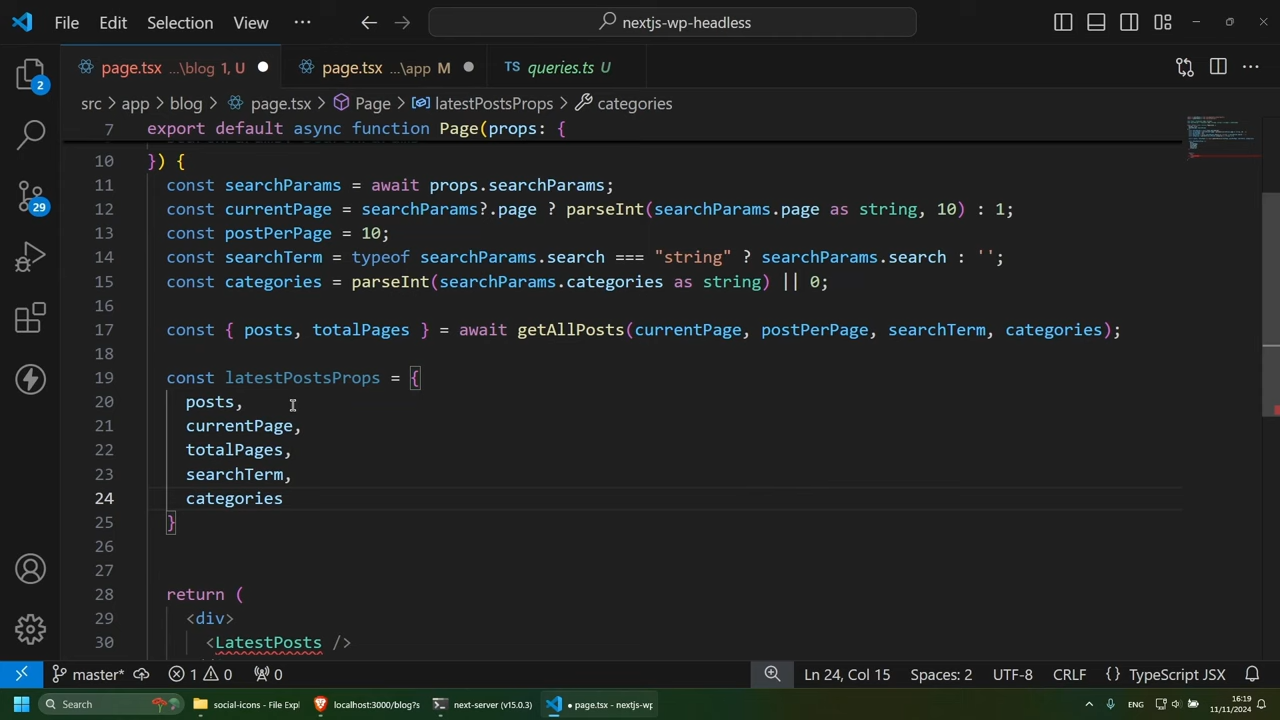 File Edit Selection View ··· nextjs-wp-headless
page.tsx ...\blog 1, U page.tsx ...\app M queries.ts U ···
src > app > blog > page.tsx > Page > latestPostsProps > categories
7 export default async function Page(props: {
10 }) {
11 const searchParams = await props.searchParams;
12 const currentPage = searchParams?.page ? parseInt(searchParams.page as string, 10) : 1;
13 const postPerPage = 10;
14 const searchTerm = typeof searchParams.search === "string" ? searchParams.search : '';
15 const categories = parseInt(searchParams.categories as string) || 0;
16
17 const { posts, totalPages } = await getAllPosts(currentPage, postPerPage, searchTerm, categories);
18
19 const latestPostsProps = {
20 posts,
21 currentPage,
22 totalPages,
23 searchTerm,
24 categories
25 }
26
27
28 return (
29 <div>
30 <LatestPosts />
2
29
master* 1 0 0 Ln 24, Col 15 Spaces: 2 UTF-8 CRLF {} TypeScript JSX
Search social-icons - File Expl localhost:3000/blog?s next-server (v15.0.3) ● page.tsx - nextjs-wp ENG 16:19
11/11/2024